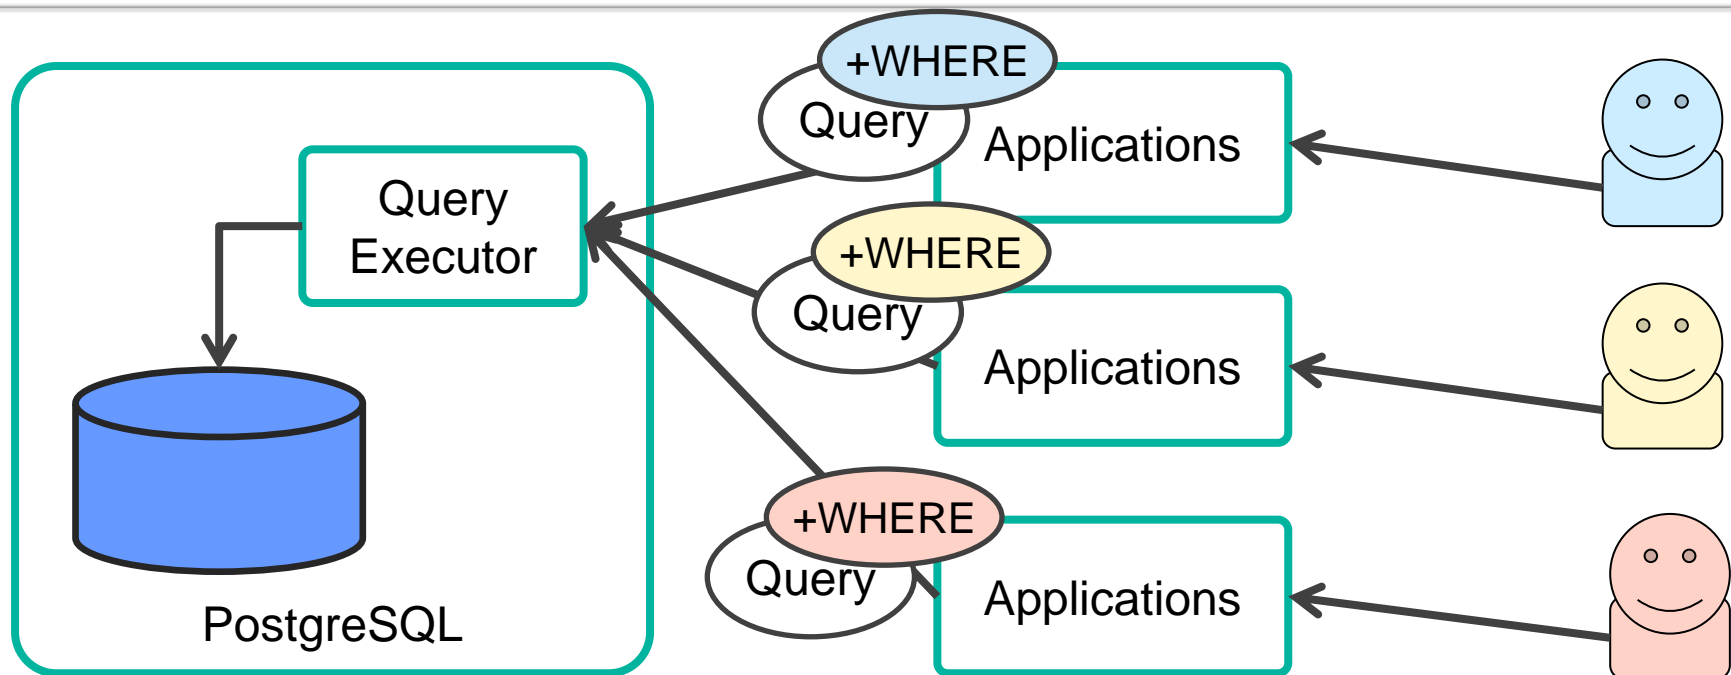 +WHERE
Query
Applications
Query
Executor
+WHERE
Query
Applications
+WHERE
Query
Applications
PostgreSQL